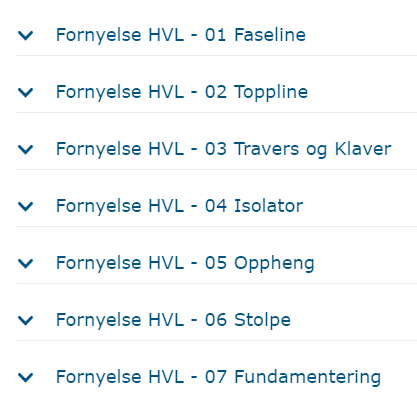 Fornyelse HVL - 01 Faseline
Fornyelse HVL - 02 Toppline
Fornyelse HVL - 03 Travers og Klaver
Fornyelse HVL - 04 Isolator
Fornyelse HVL - 05 Oppheng
Fornyelse HVL - 06 Stolpe
Fornyelse HVL - 07 Fundamentering